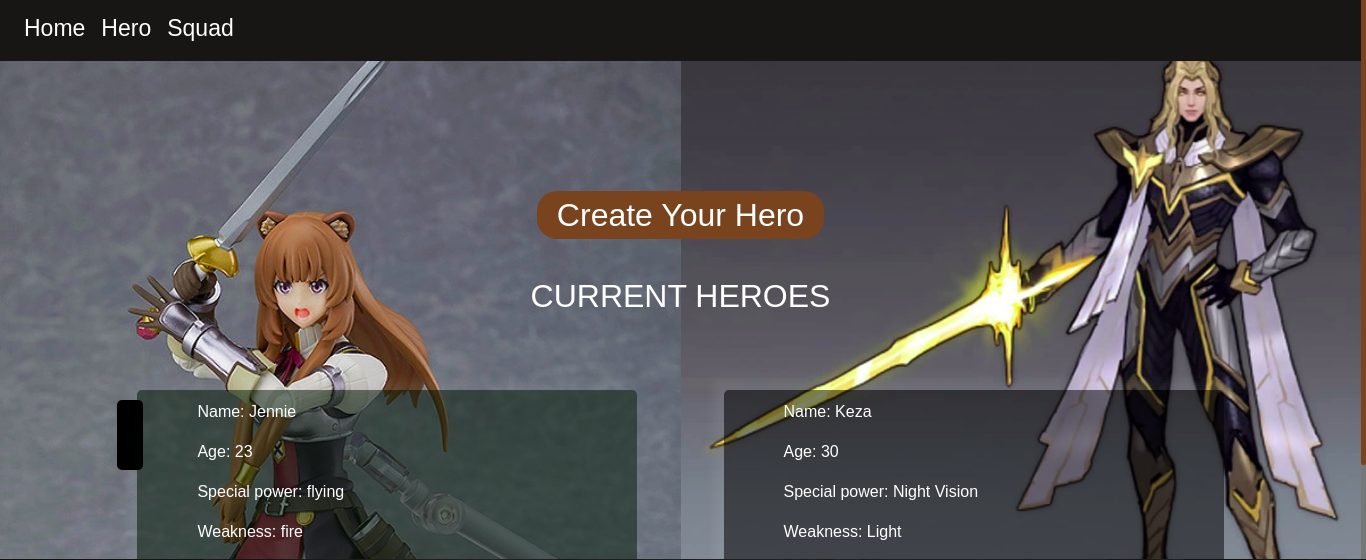 Home Hero Squad
Create Your Hero
CURRENT HEROES
Name: Jennie
Age: 23
Special power: flying
Weakness: fire
Name: Keza
Age: 30
Special power: Night Vision
Weakness: Light